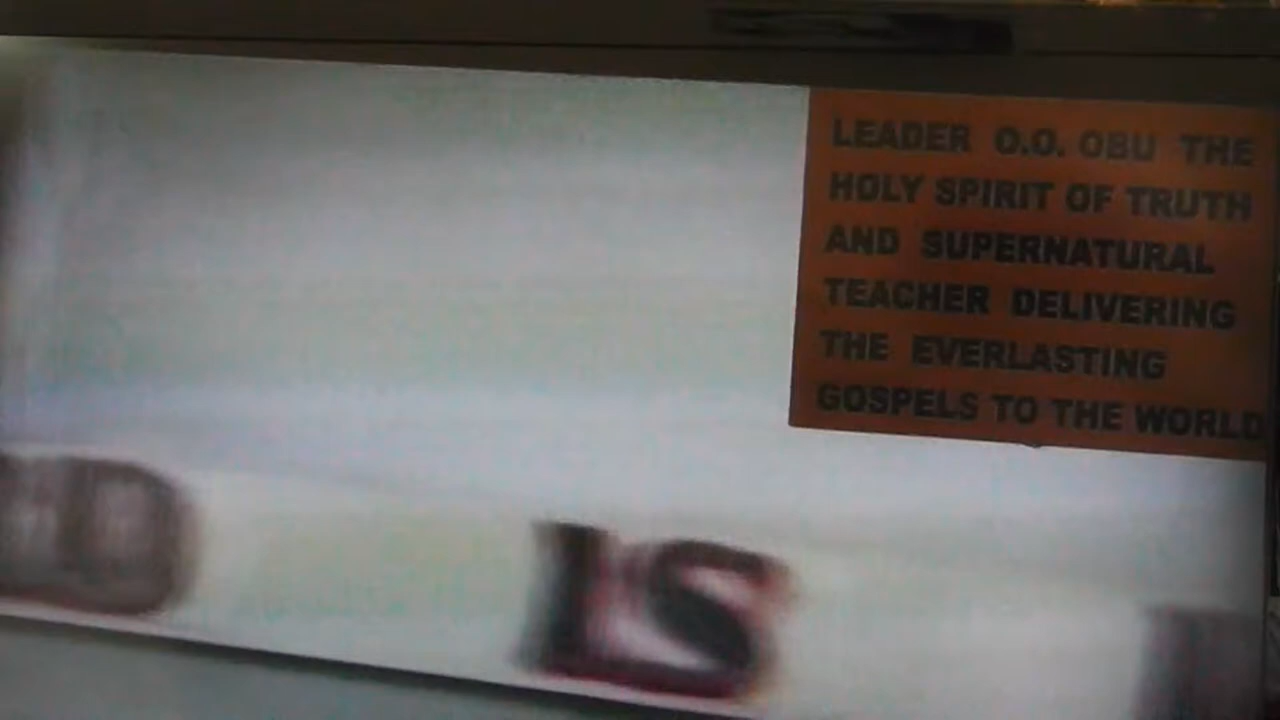 LEADER O.O. OBU THE
HOLY SPIRIT OF TRUTH
AND SUPERNATURAL
TEACHER DELIVERING
THE EVERLASTING
GOSPELS TO THE WORLD
IS